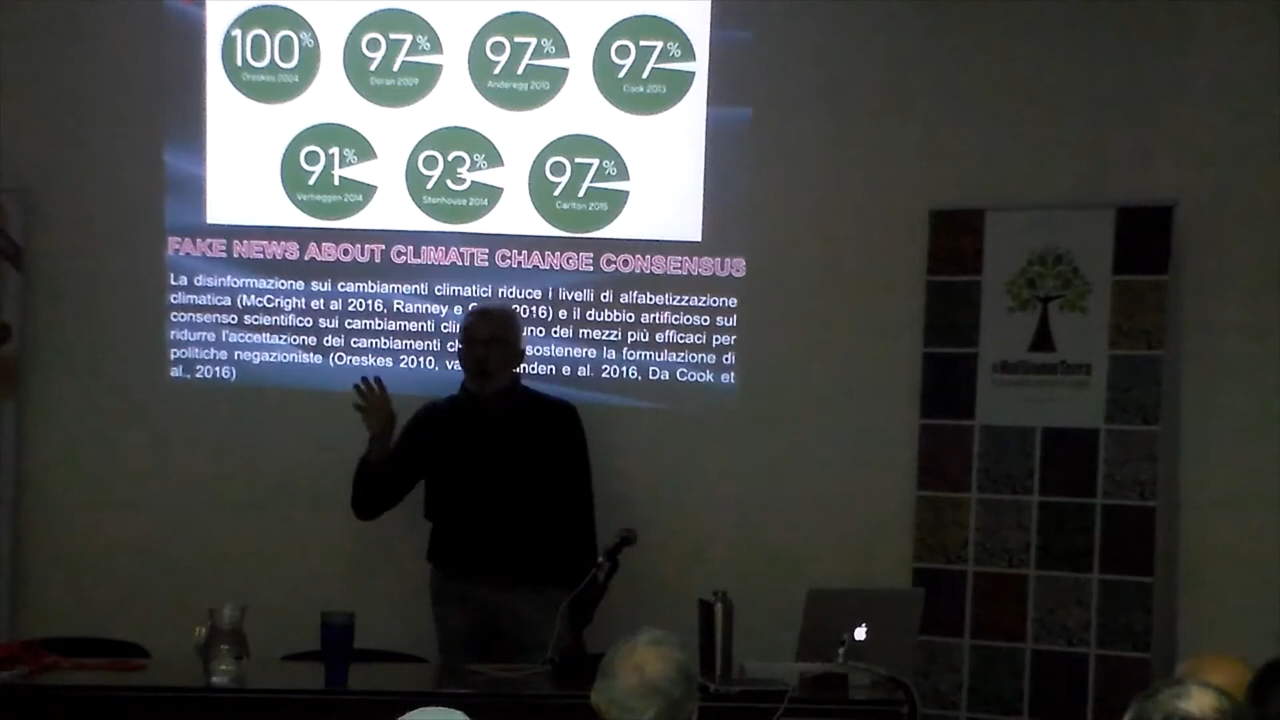 100% 97% 97% 97%
Oreskes 2004 Doran 2009 Anderegg 2010 Cook 2013
91% 93% 97%
Verheggen 2014 Stenhouse 2014 Carlton 2015
FAKE NEWS ABOUT CLIMATE CHANGE CONSENSUS
La disinformazione sui cambiamenti climatici riduce i livelli di alfabetizzazione
climatica (McCright et al 2016, Ranney e 2016) e il dubbio artificioso sul
consenso scientifico sui cambiamenti uno dei mezzi più efficaci per
ridurre l'accettazione dei cambiamenti sostenere la formulazione di
politiche negazioniste (Oreskes 2010, e al. 2016, Da Cook et
al., 2016)
#NoiSiamoTerra